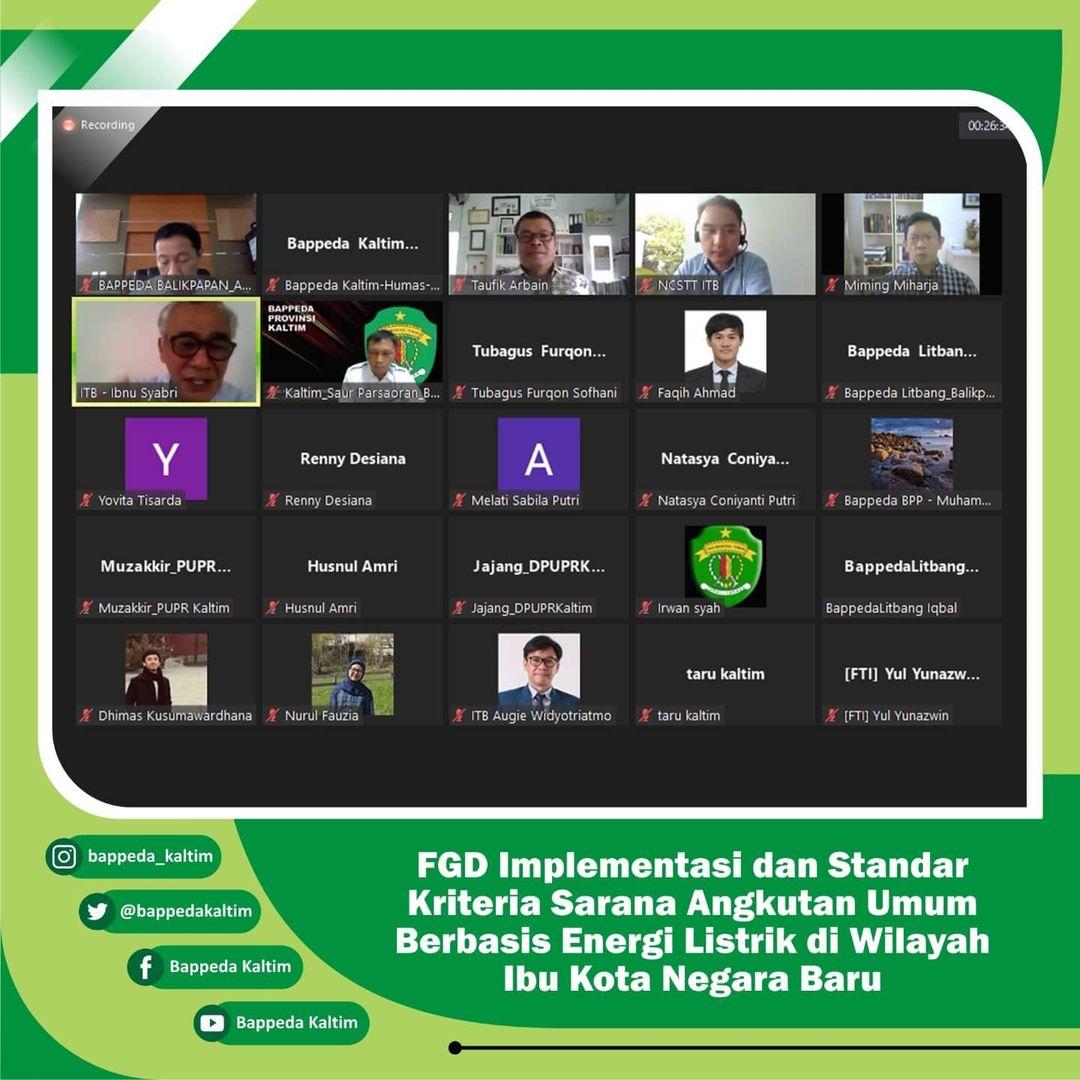 Recording
00:26:3
Bappeda Kaltim...
BAPPEDA BALIKPAPAN_A...
Bappeda Kaltim-Humas-...
Taufik Arbain
NCSTT ITB
Miming Miharja
BAPPEDA
PROVINSI
KALTIM
Tubagus Furqon...
Bappeda Litban...
ITB - Ibnu Syabri
Kaltim_Saur Parsaoran_B...
Tubagus Furqon Sofhani
Faqih Ahmad
Bappeda Litbang_Balikp...
Y
Renny Desiana
A
Natasya Coniya...
Yovita Tisarda
Renny Desiana
Melati Sabila Putri
Natasya Coniyanti Putri
Bappeda BPP - Muham...
Muzakkir_PUPR...
Husnul Amri
Jajang_DPUPRK...
BappedaLitbang...
Muzakkir_PUPR Kaltim
Husnul Amri
Jajang_DPUPRKaltim
Irwan syah
BappedaLitbang Iqbal
taru kaltim
[FTI] Yul Yunazw...
Dhimas Kusumawardhana
Nurul Fauzia
ITB Augie Widyotriatmo
taru kaltim
[FTI] Yul Yunazwin
bappeda_kaltim
@bappedakaltim
Bappeda Kaltim
Bappeda Kaltim
FGD Implementasi dan Standar
Kriteria Sarana Angkutan Umum
Berbasis Energi Listrik di Wilayah
Ibu Kota Negara Baru